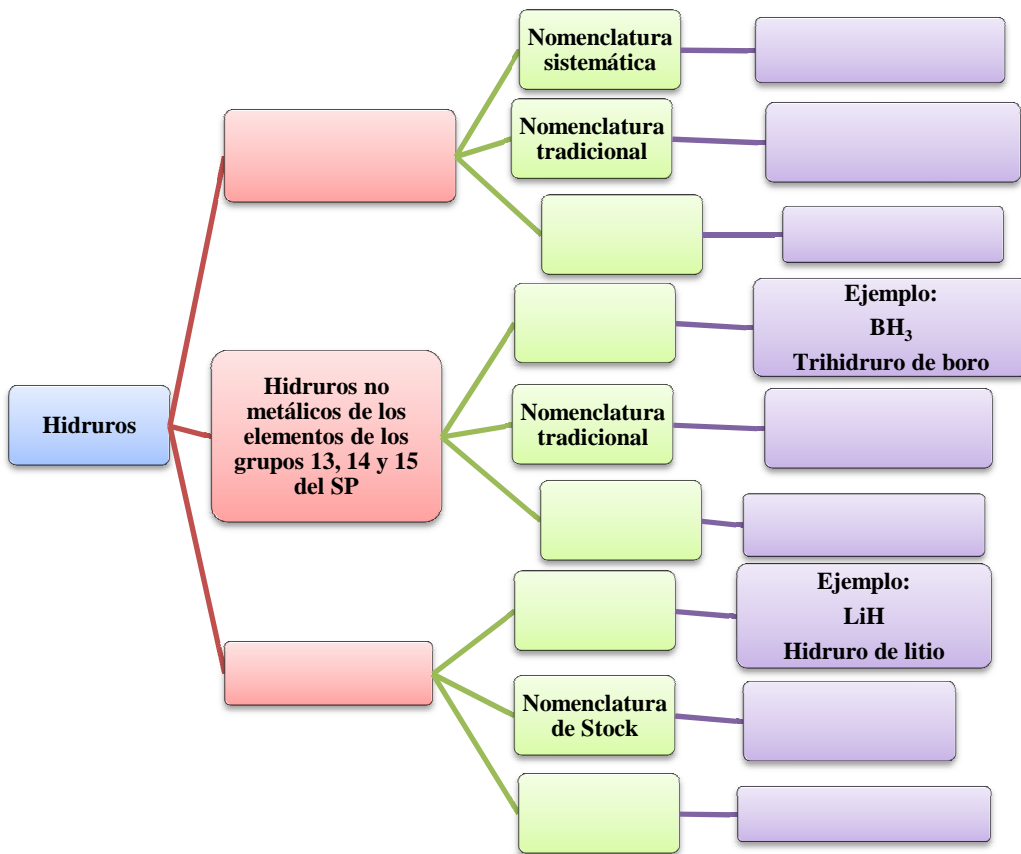 Nomenclatura
sistemática
Nomenclatura
tradicional
Ejemplo:
BH₃
Trihidruro de boro
Hidruros
Hidruros no
metálicos de los
elementos de los
grupos 13, 14 y 15
del SP
Nomenclatura
tradicional
Ejemplo:
LiH
Hidruro de litio
Nomenclatura
de Stock